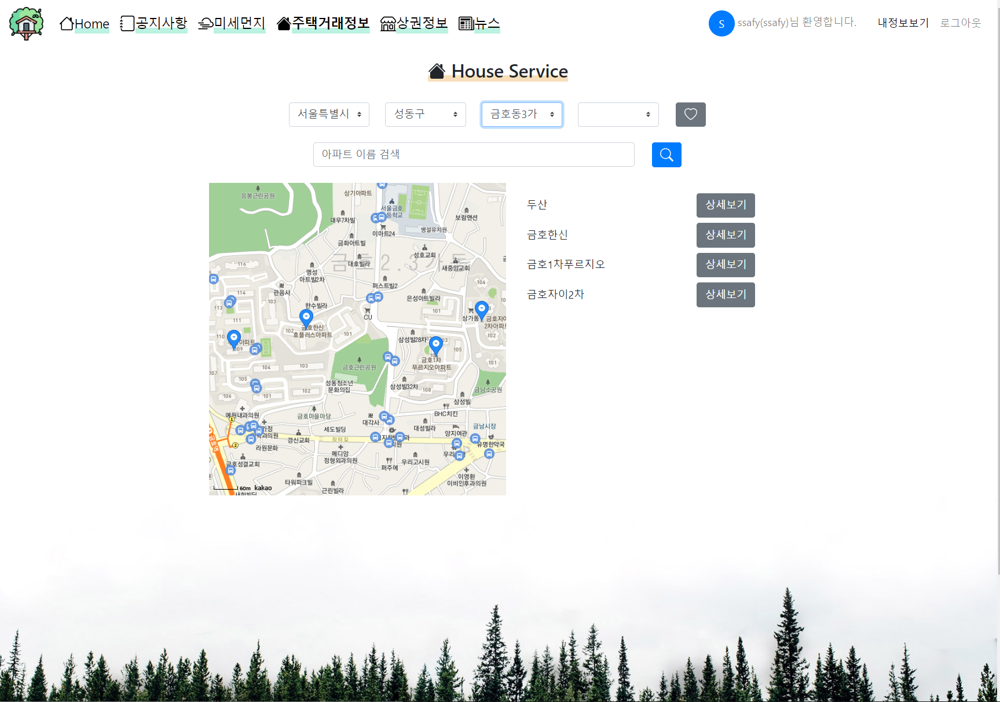 Home 공지사항 미세먼지 주택거래정보 상권정보 뉴스
S ssafy(ssafy)님 환영합니다. 내정보보기 로그아웃
House Service
서울특별시 성동구 금호동3가
아파트 이름 검색
두산 상세보기
금호한신 상세보기
금호1차푸르지오 상세보기
금호자이2차 상세보기
응봉근린공원
상기아파트
서울금호
등학교
대우7차빌
보람맨션
이마트24
병설유치원
금화아트빌
성호교회
대호빌라
금호2.3가동
새중앙교회
116
명성
아트빌2차
퍼스트빌2
104
관음사
114
은성아트빌라
한수빌라
113
CU
101
상가동
금호자이
2차아파트
111
금호한신
휴플러스아파트
102
101
110
109
삼성빌28차
103
102
105
금호1차
푸르지오아파트
104
103
금호근린공원
101
107
105
성동청소년
문화의집
삼성빌32차
108
금남소공원
106
101
102
삼성빌
예원내과의원
금호마을마당
대각사
BHC치킨
대성빌라
금남시장
세도빌딩
양지여관
경신교회
장터길
유명한약국
라원문화
메디앙
정형외과의원
우리고시원
금호성결교회
퍼주에
이영환
이비인후과의원
타워파크빌
근린빌라
60m kakao